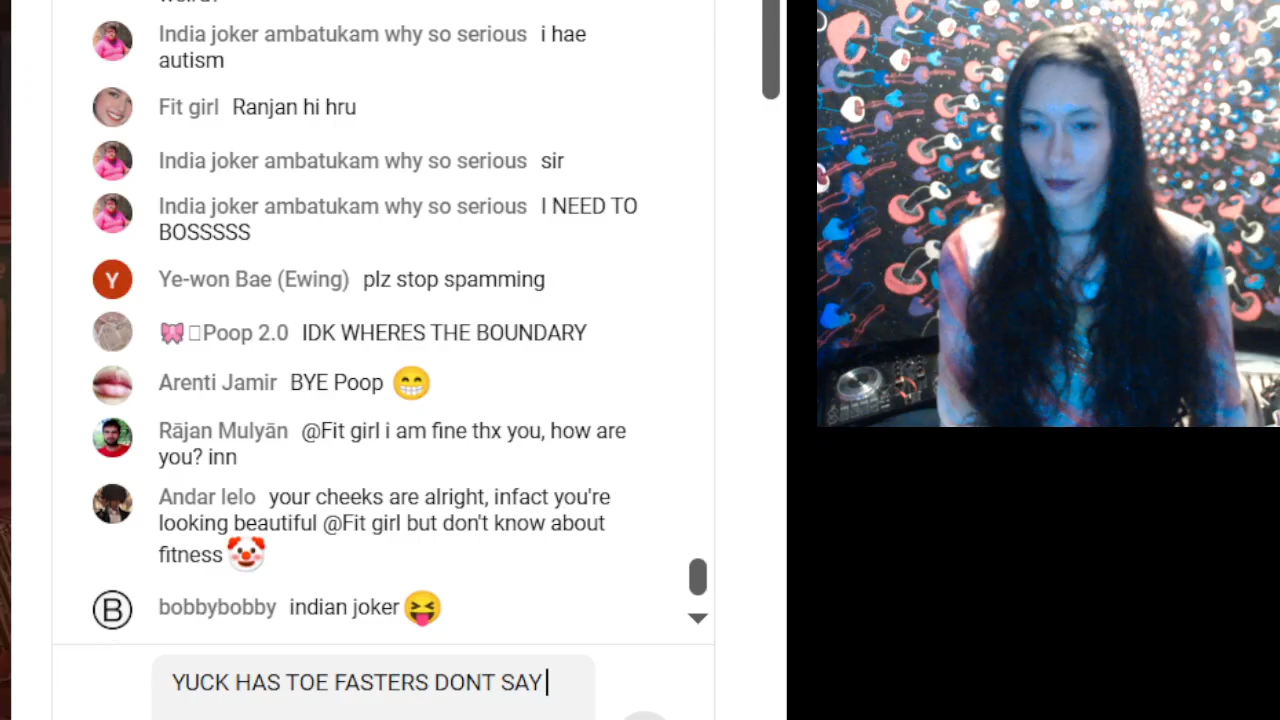 India joker ambatukam why so serious i hae
autism
Fit girl Ranjan hi hru
India joker ambatukam why so serious sir
India joker ambatukam why so serious I NEED TO
BOSSSSS
Y Ye-won Bae (Ewing) plz stop spamming
🎀 Poop 2.0 IDK WHERES THE BOUNDARY
Arenti Jamir BYE Poop 😁
Rājan Mulyān @Fit girl i am fine thx you, how are
you? inn
Andar lelo your cheeks are alright, infact you're
looking beautiful @Fit girl but don't know about
fitness🤡
B bobbybobby indian joker😝
YUCK HAS TOE FASTERS DONT SAY